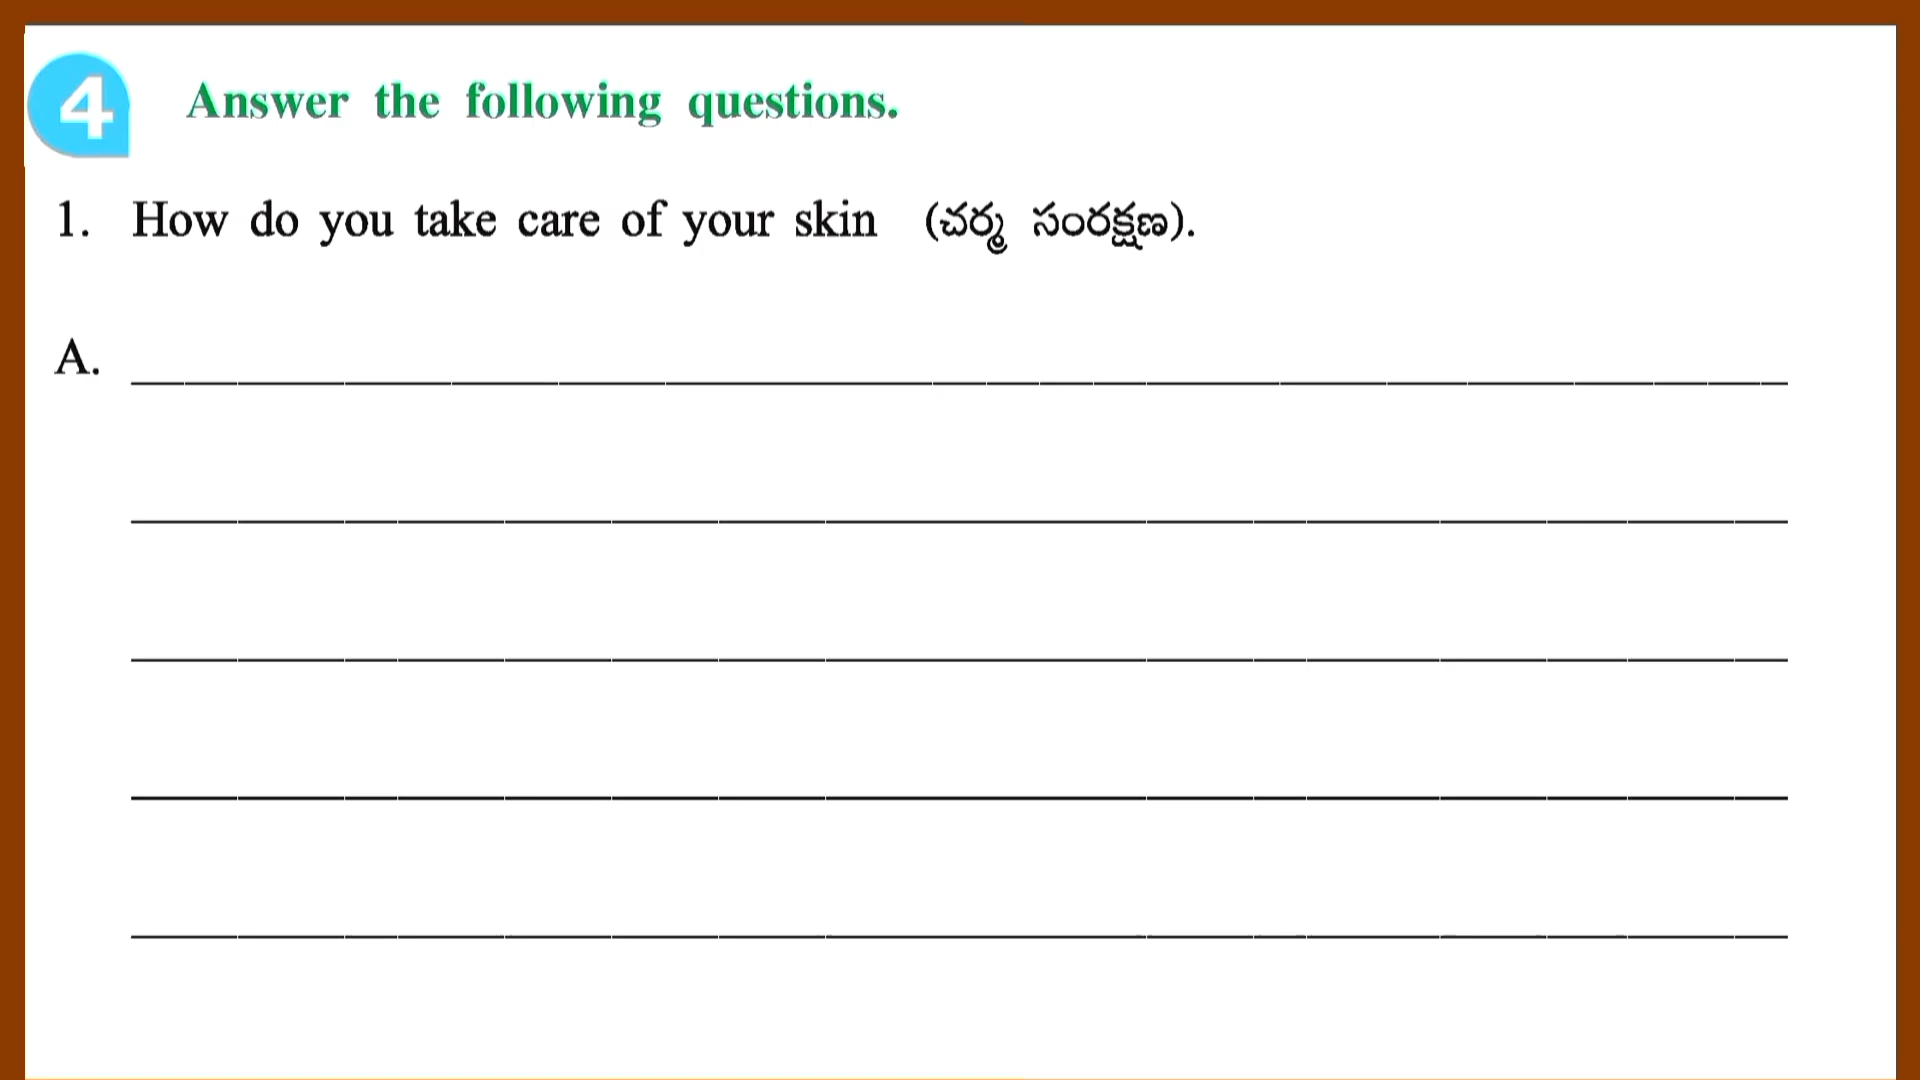 4 Answer the following questions.
1. How do you take care of your skin (చర్మ సంరక్షణ).
A.